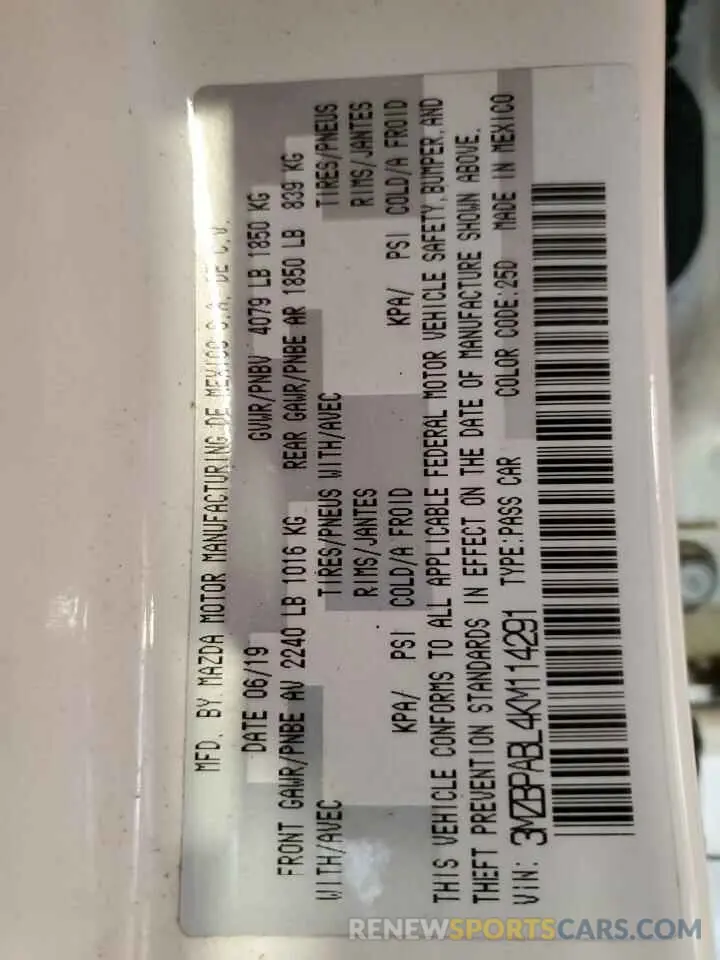 MFD. BY MAZDA MOTOR MANUFACTURING DE MEXICO S.A. DE C.V.
DATE 06/19 GVWR/PNBV 4079 LB 1850 KG
FRONT GAWR/PNBE AV 2240 LB 1016 KG REAR GAWR/PNBE AR 1850 LB 839 KG
WITH/AVEC TIRES/PNEUS WITH/AVEC TIRES/PNEUS
RIMS/JANTES RIMS/JANTES
KPA/ PSI COLD/A FROID KPA/ PSI COLD/A FROID
THIS VEHICLE CONFORMS TO ALL APPLICABLE FEDERAL MOTOR VEHICLE SAFETY, BUMPER, AND
THEFT PREVENTION STANDARDS IN EFFECT ON THE DATE OF MANUFACTURE SHOWN ABOVE.
VIN: 3MZBPABL4KM114291 TYPE:PASS CAR COLOR CODE:25D MADE IN MEXICO
RENEWSPORTSCARS.COM